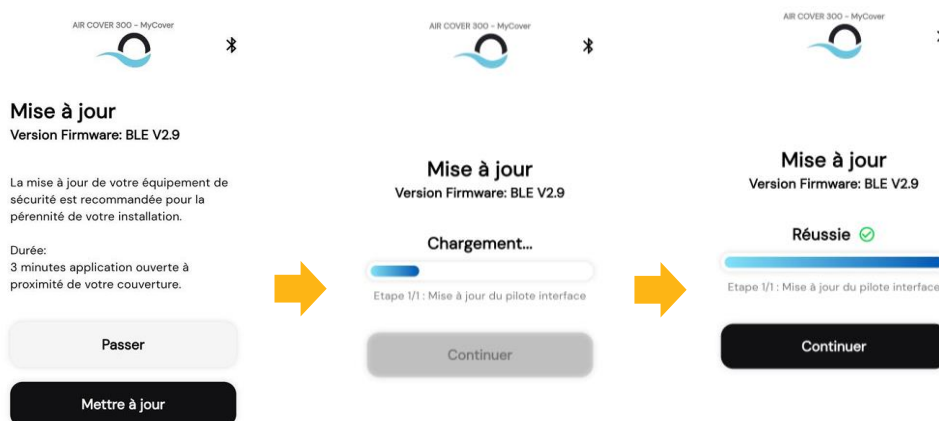 AIR COVER 300 - MyCover
Mise à jour
Version Firmware: BLE V2.9
La mise à jour de votre équipement de
sécurité est recommandée pour la
pérennité de votre installation.
Durée:
3 minutes application ouverte à
proximité de votre couverture.
Passer
Mettre à jour
AIR COVER 300 - MyCover
Mise à jour
Version Firmware: BLE V2.9
Chargement...
Etape 1/1 : Mise à jour du pilote interface
Continuer
AIR COVER 300 - MyCover
Mise à jour
Version Firmware: BLE V2.9
Réussie
Etape 1/1 : Mise à jour du pilote interface
Continuer